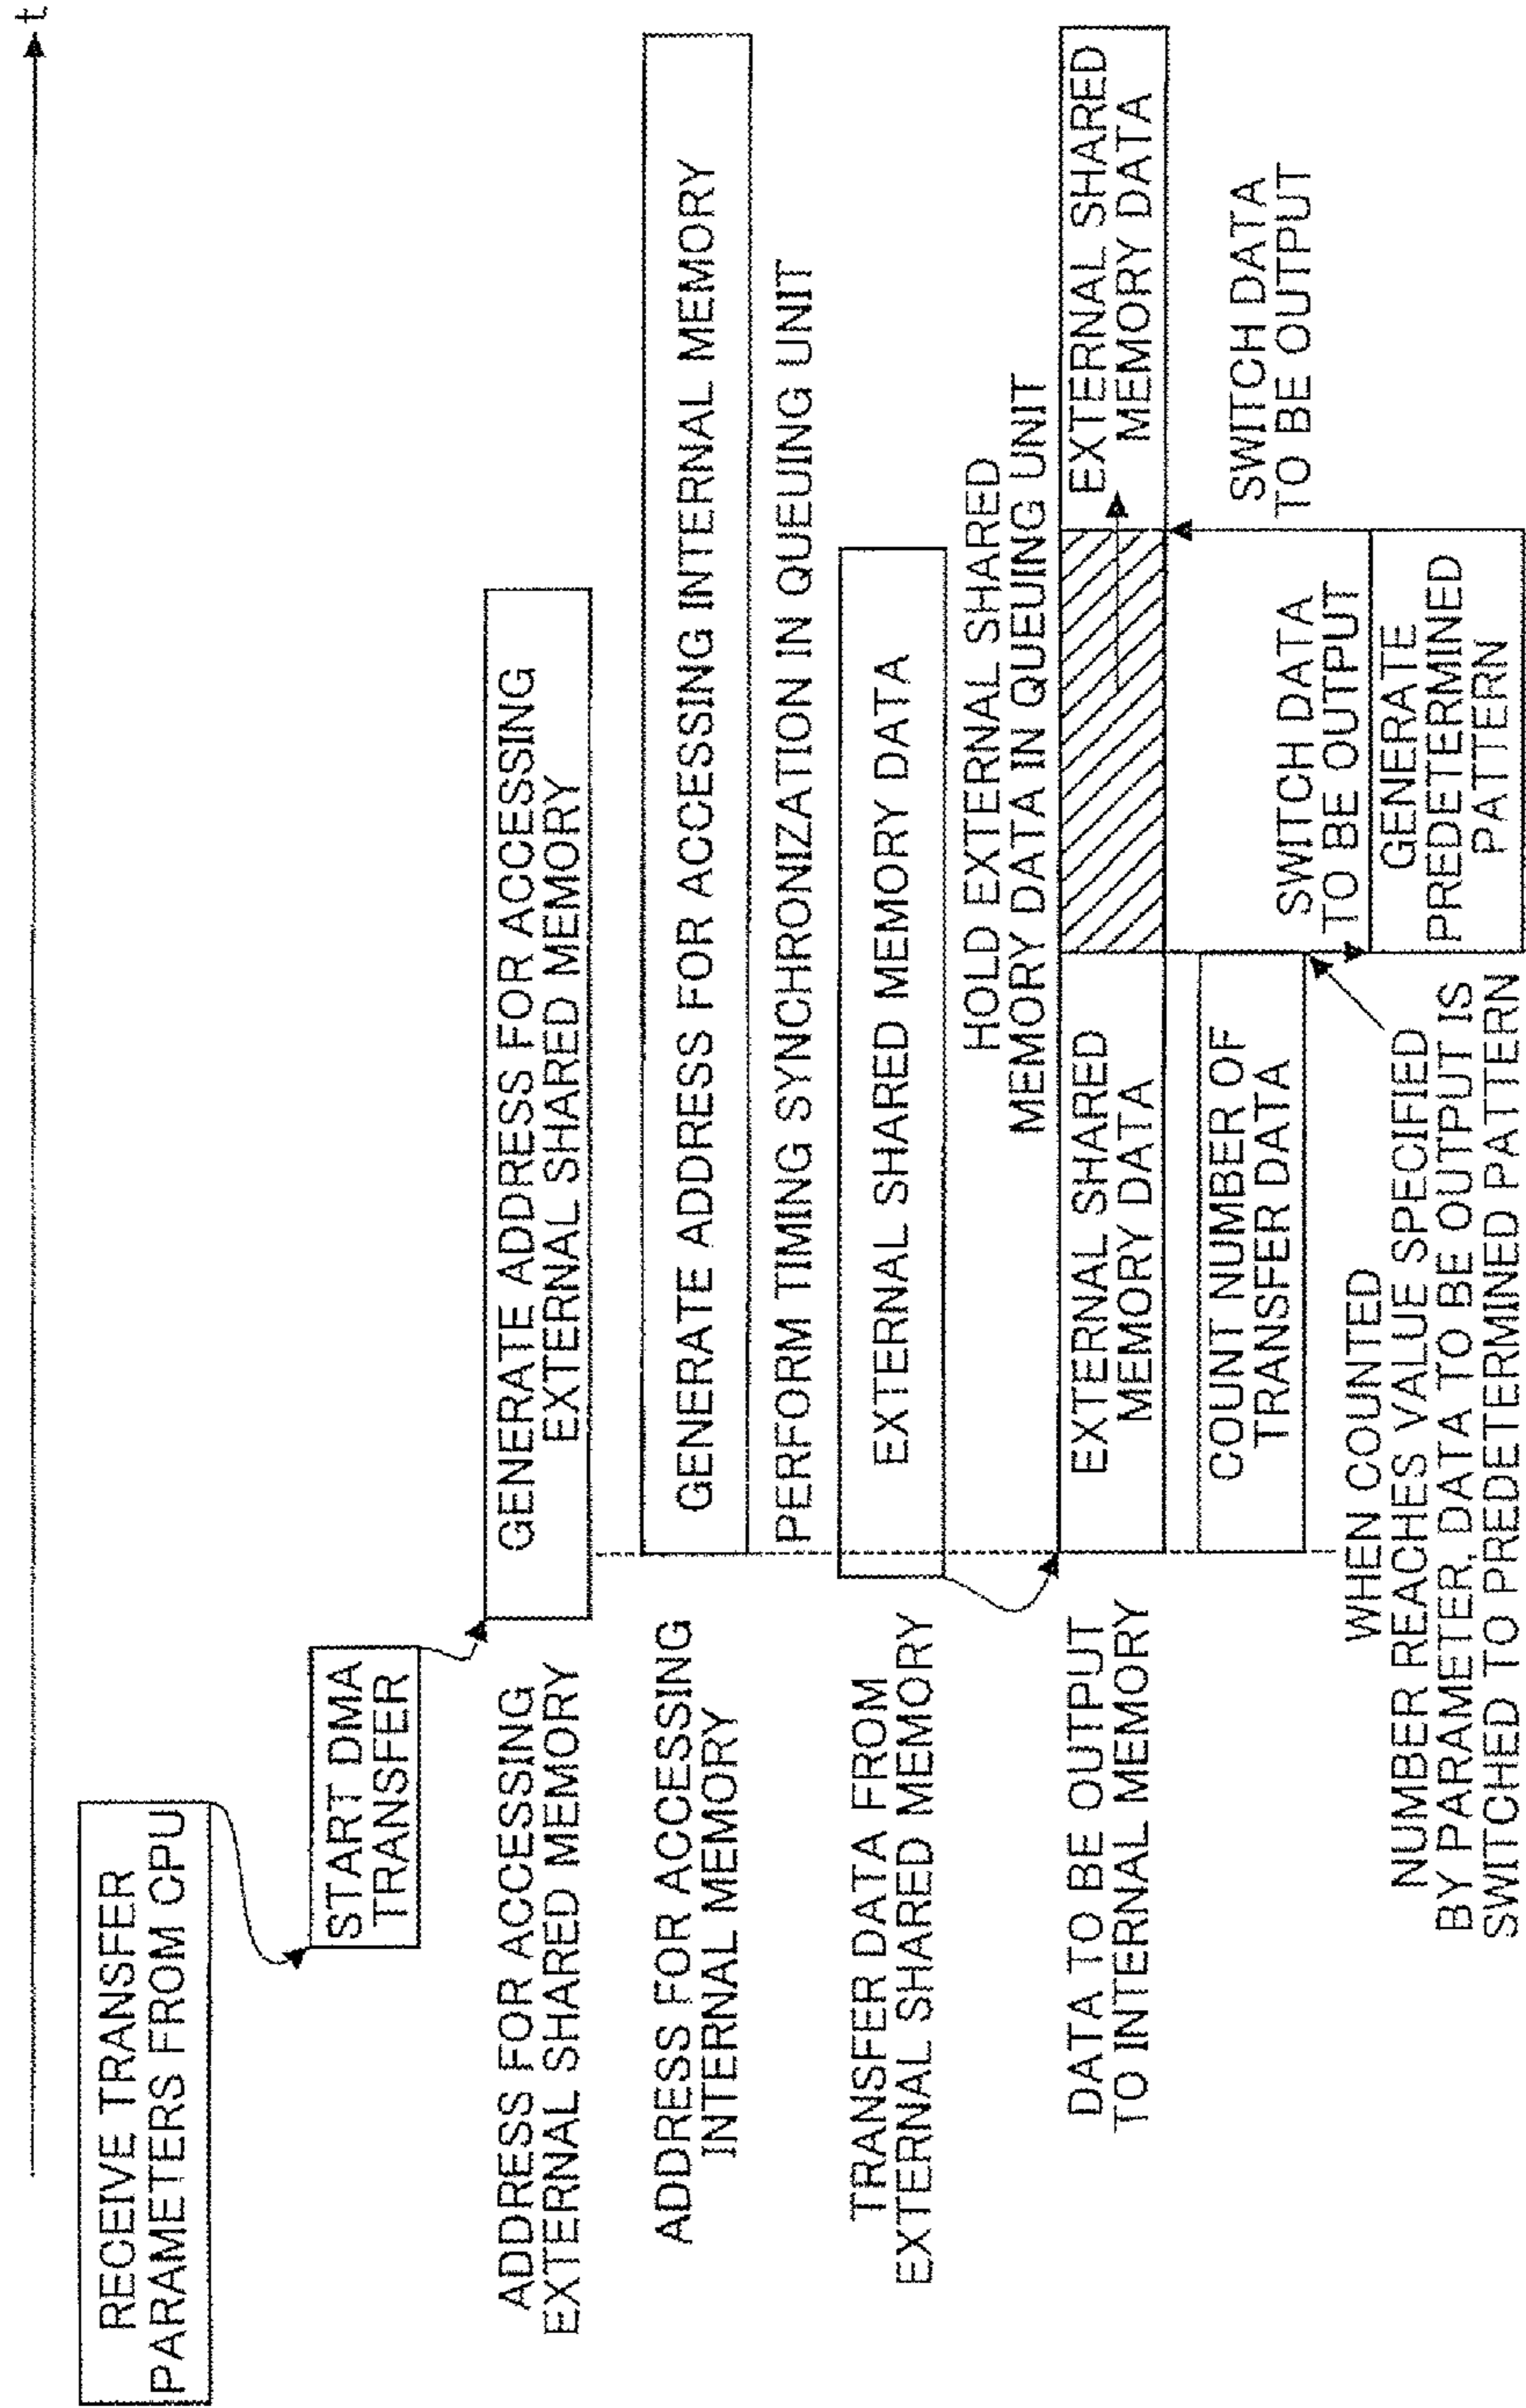 t
RECEIVE TRANSFER
PARAMETERS FROM CPU
START DMA
TRANSFER
ADDRESS FOR ACCESSING
EXTERNAL SHARED MEMORY
GENERATE ADDRESS FOR ACCESSING
EXTERNAL SHARED MEMORY
ADDRESS FOR ACCESSING
INTERNAL MEMORY
GENERATE ADDRESS FOR ACCESSING INTERNAL MEMORY
PERFORM TIMING SYNCHRONIZATION IN QUEUING UNIT
TRANSFER DATA FROM
EXTERNAL SHARED MEMORY
EXTERNAL SHARED MEMORY DATA
HOLD EXTERNAL SHARED
MEMORY DATA IN QUEUING UNIT
DATA TO BE OUTPUT
TO INTERNAL MEMORY
EXTERNAL SHARED
MEMORY DATA
EXTERNAL SHARED
MEMORY DATA
COUNT NUMBER OF
TRANSFER DATA
SWITCH DATA
TO BE OUTPUT
SWITCH DATA
TO BE OUTPUT
GENERATE
PREDETERMINED
PATTERN
WHEN COUNTED
NUMBER REACHES VALUE SPECIFIED
BY PARAMETER, DATA TO BE OUTPUT IS
SWITCHED TO PREDETERMINED PATTERN